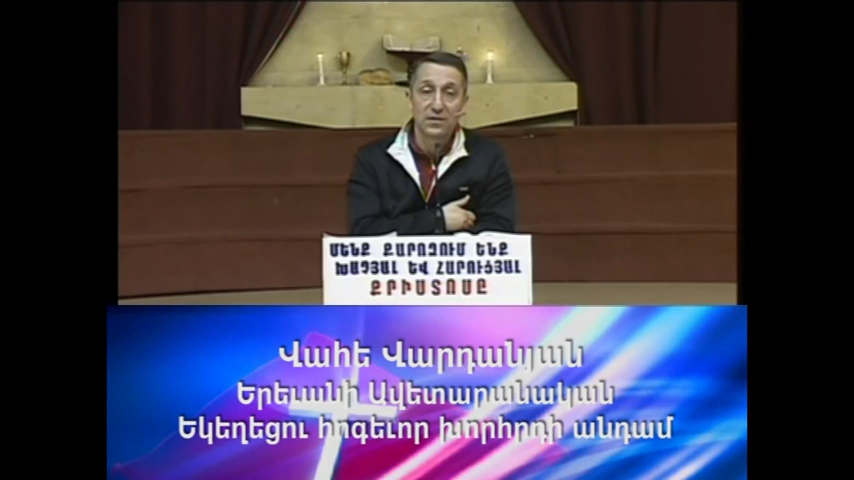 ՄԵՆՔ ՔԱՐՈԶՈՒՄ ԵՆՔ
ԽԱՉՅԱԼ ԵՎ ՀԱՐՈՒՑՅԱԼ
ՔՐԻՍՏՈՍԸ
Վահե Վարդանյան
Երեւանի Ավետարանական
Եկեղեցու հոգեւոր խորհրդի անդամ